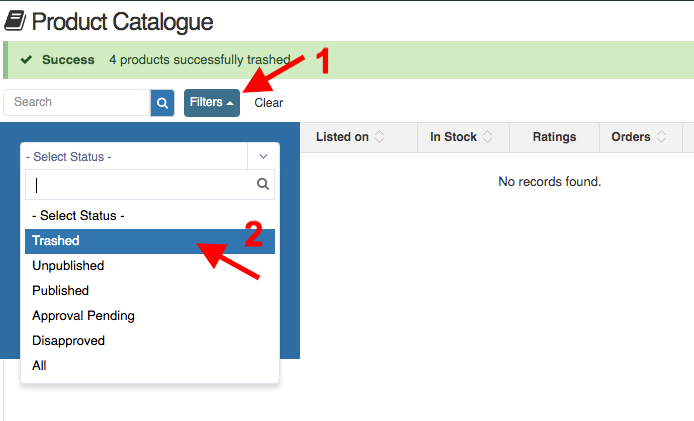 Product Catalogue
Success 4 products successfully trashed
1
Search Filters Clear
- Select Status - Listed on In Stock Ratings Orders
No records found.
- Select Status -
2
Trashed
Unpublished
Published
Approval Pending
Disapproved
All